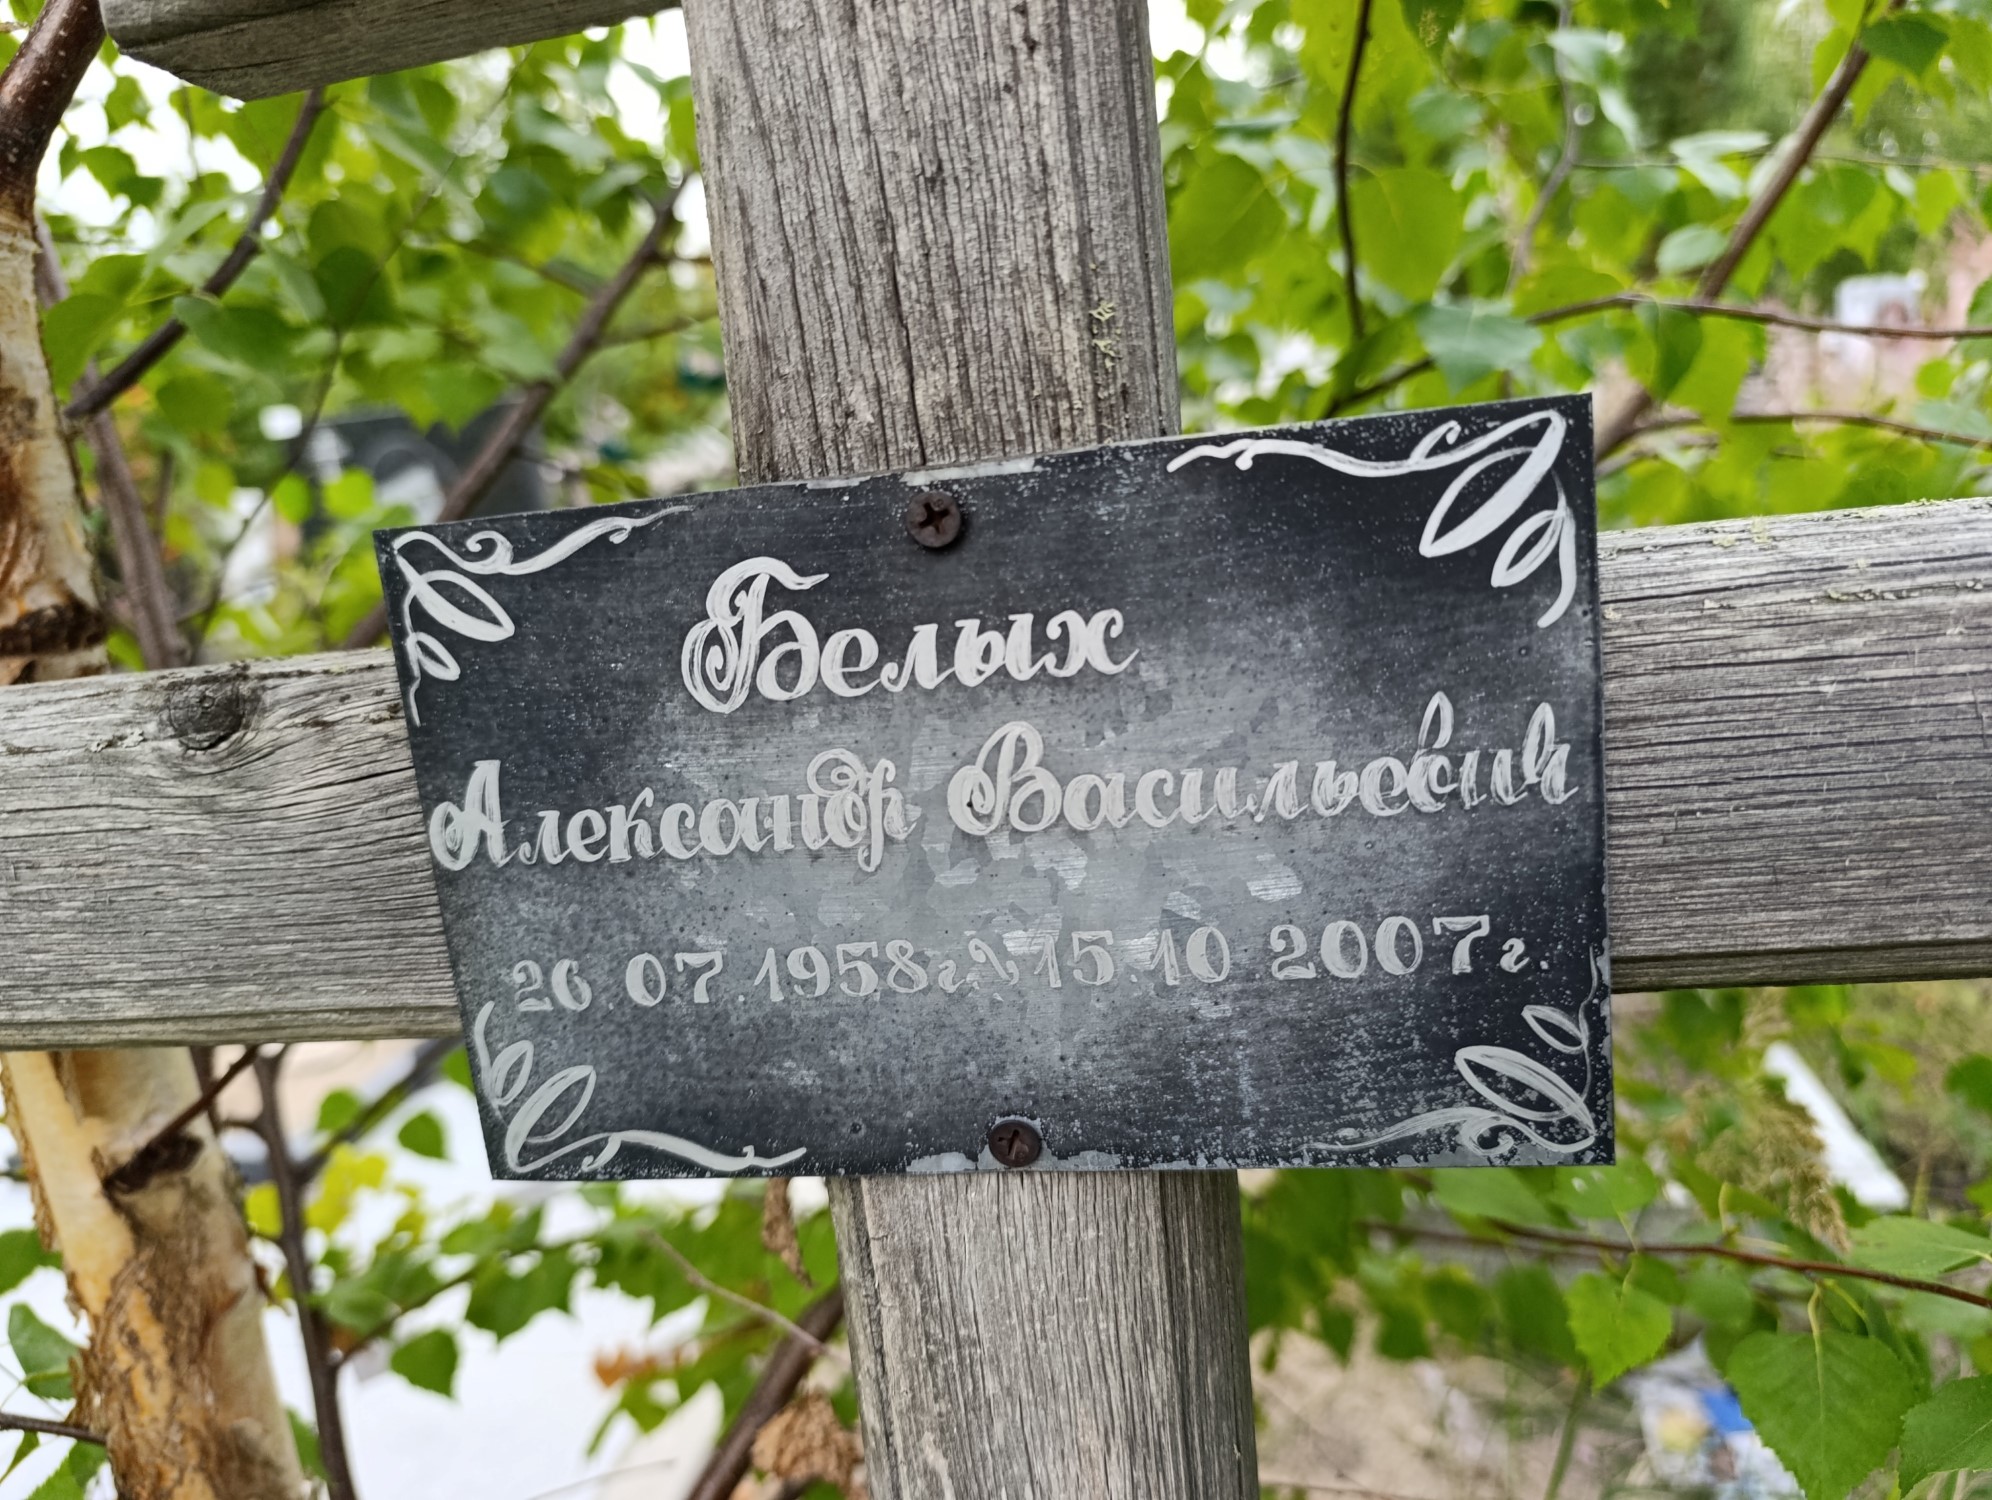 Белых
Александр Васильевич
26.07.1958г. 15.10 2007г.